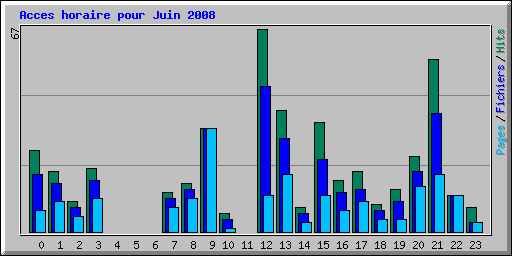 Acces horaire pour Juin 2008
67
Pages / Fichiers / Hits
0 1 2 3 4 5 6 7 8 9 10 11 12 13 14 15 16 17 18 19 20 21 22 23